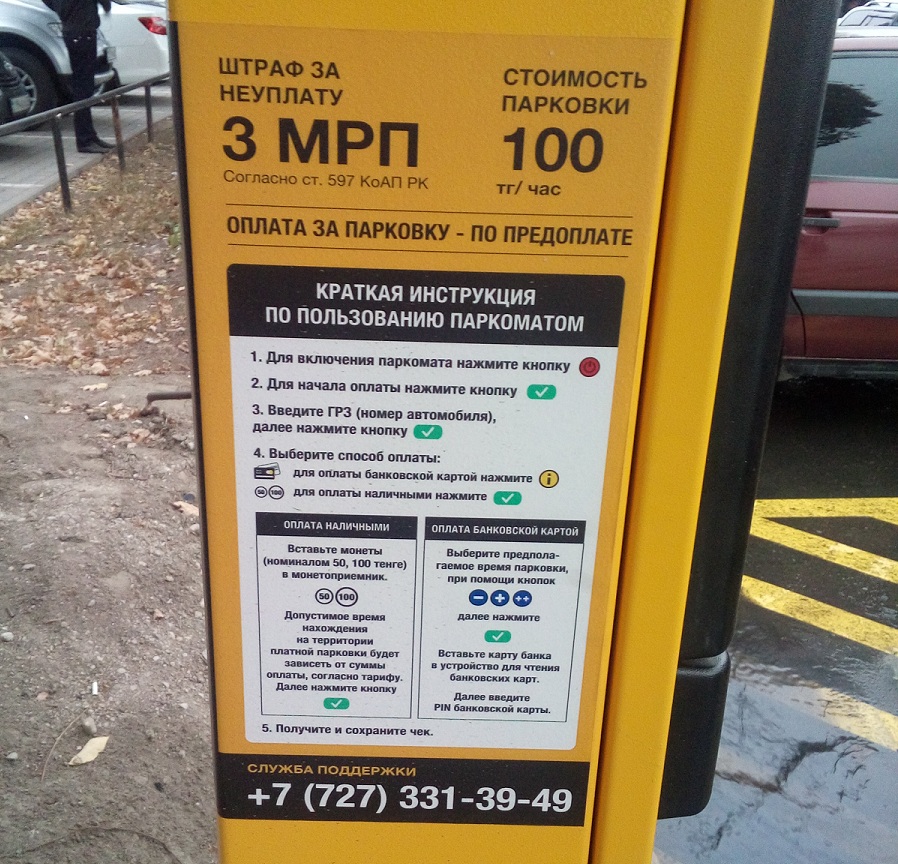 ШТРАФ ЗА
НЕУПЛАТУ
3 МРП
Согласно ст. 597 КоАП РК
СТОИМОСТЬ
ПАРКОВКИ
100
тг/ час
ОПЛАТА ЗА ПАРКОВКУ - ПО ПРЕДОПЛАТЕ
КРАТКАЯ ИНСТРУКЦИЯ
ПО ПОЛЬЗОВАНИЮ ПАРКОМАТОМ
1. Для включения паркомата нажмите кнопку
2. Для начала оплаты нажмите кнопку
3. Введите ГРЗ (номер автомобиля),
далее нажмите кнопку
4. Выберите способ оплаты:
для оплаты банковской картой нажмите i
50 100 для оплаты наличными нажмите
ОПЛАТА НАЛИЧНЫМИ
Вставьте монеты
(номиналом 50, 100 тенге)
в монетоприемник.
50 100
Допустимое время
нахождения
на территории
платной парковки будет
зависеть от суммы
оплаты, согласно тарифу.
Далее нажмите кнопку
ОПЛАТА БАНКОВСКОЙ КАРТОЙ
Выберите предпола-
гаемое время парковки,
при помощи кнопок
- + ++
далее нажмите
Вставьте карту банка
в устройство для чтения
банковских карт.
Далее введите
PIN банковской карты.
5. Получите и сохраните чек.
СЛУЖБА ПОДДЕРЖКИ
+7 (727) 331-39-49